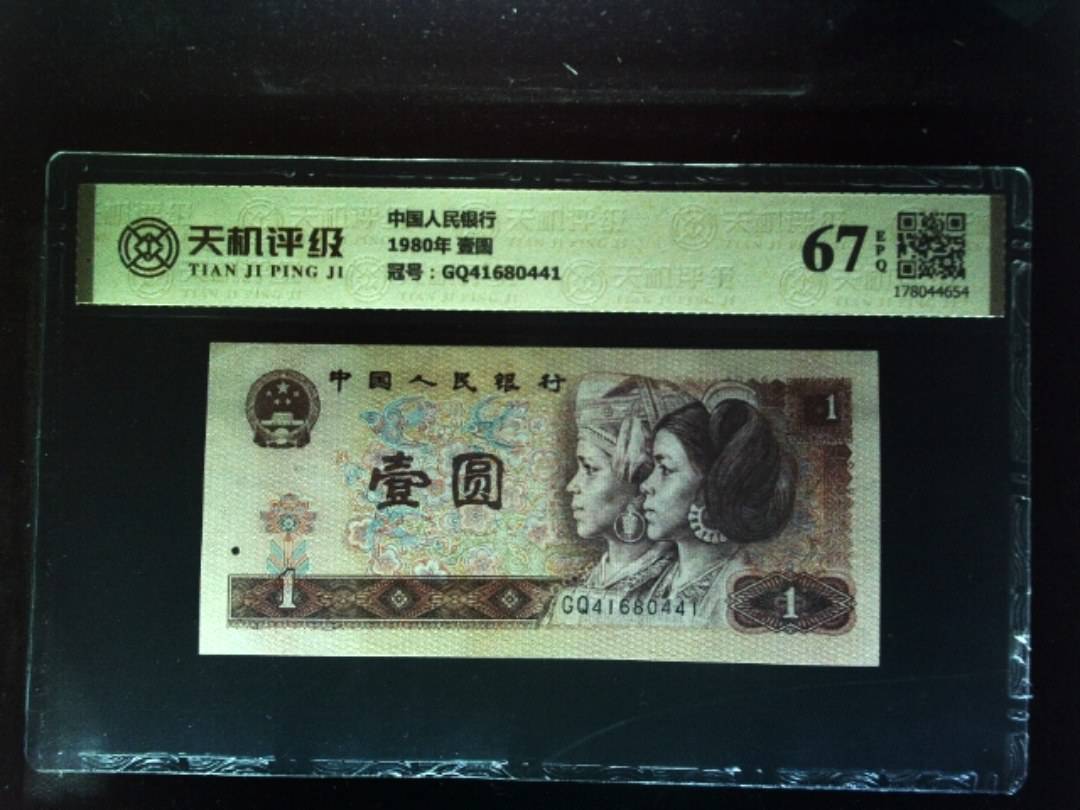 天机评级
TIAN JI PING JI
中国人民银行
1980年 壹圆
冠号：GQ41680441
67
EPQ
178044654
中国人民银行
1
壹圆
1
GQ41680441
1